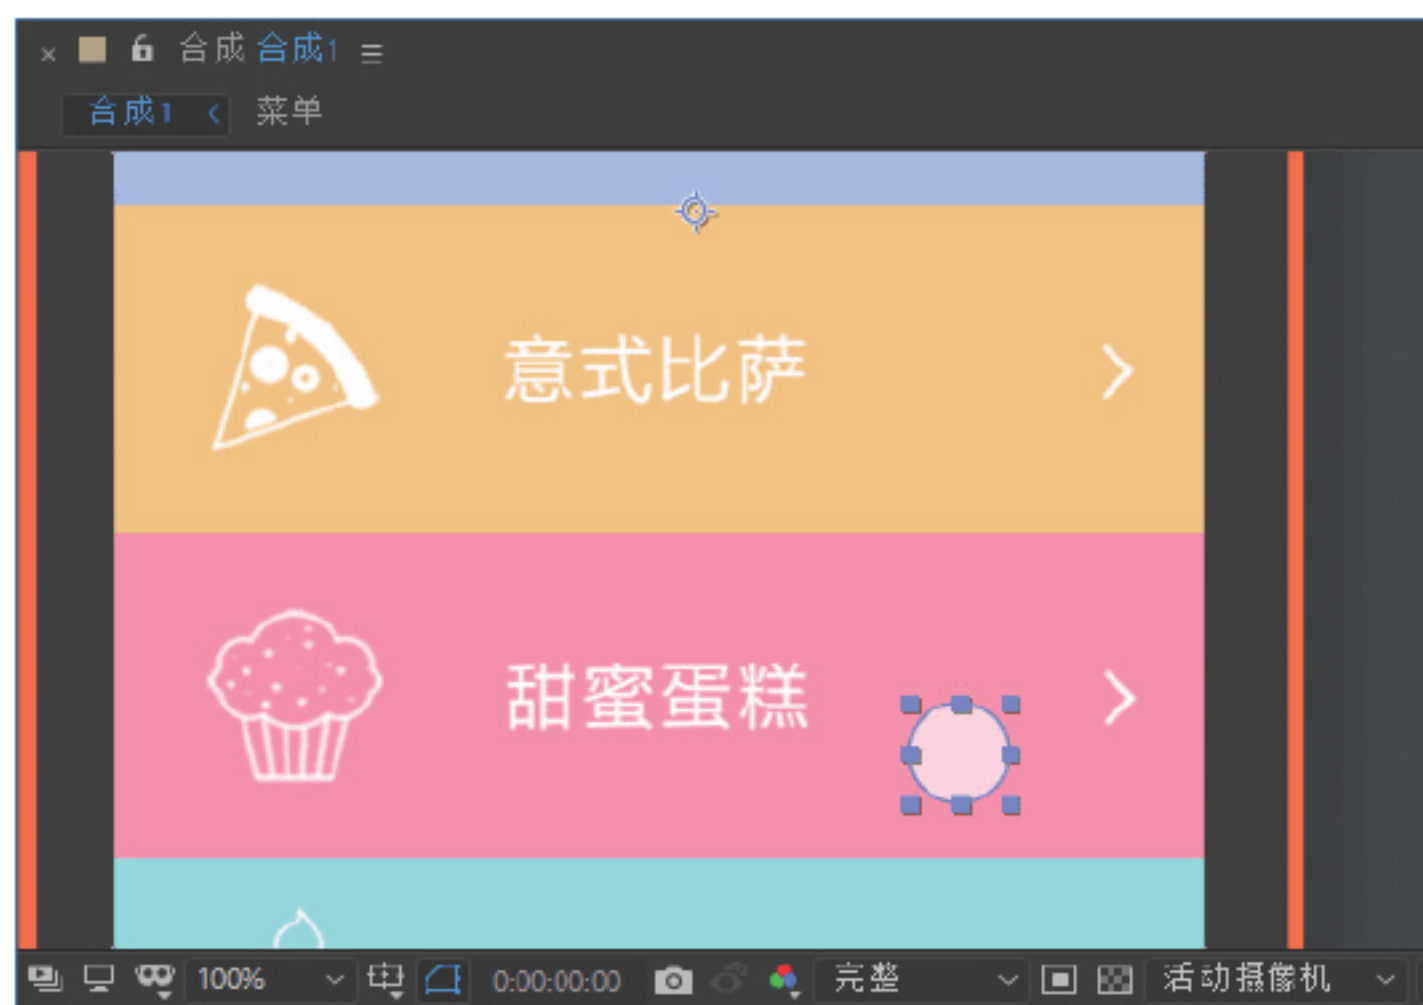 合成 合成1
合成1 菜单
意式比萨
甜蜜蛋糕
100% 0:00:00:00 完整 活动摄像机